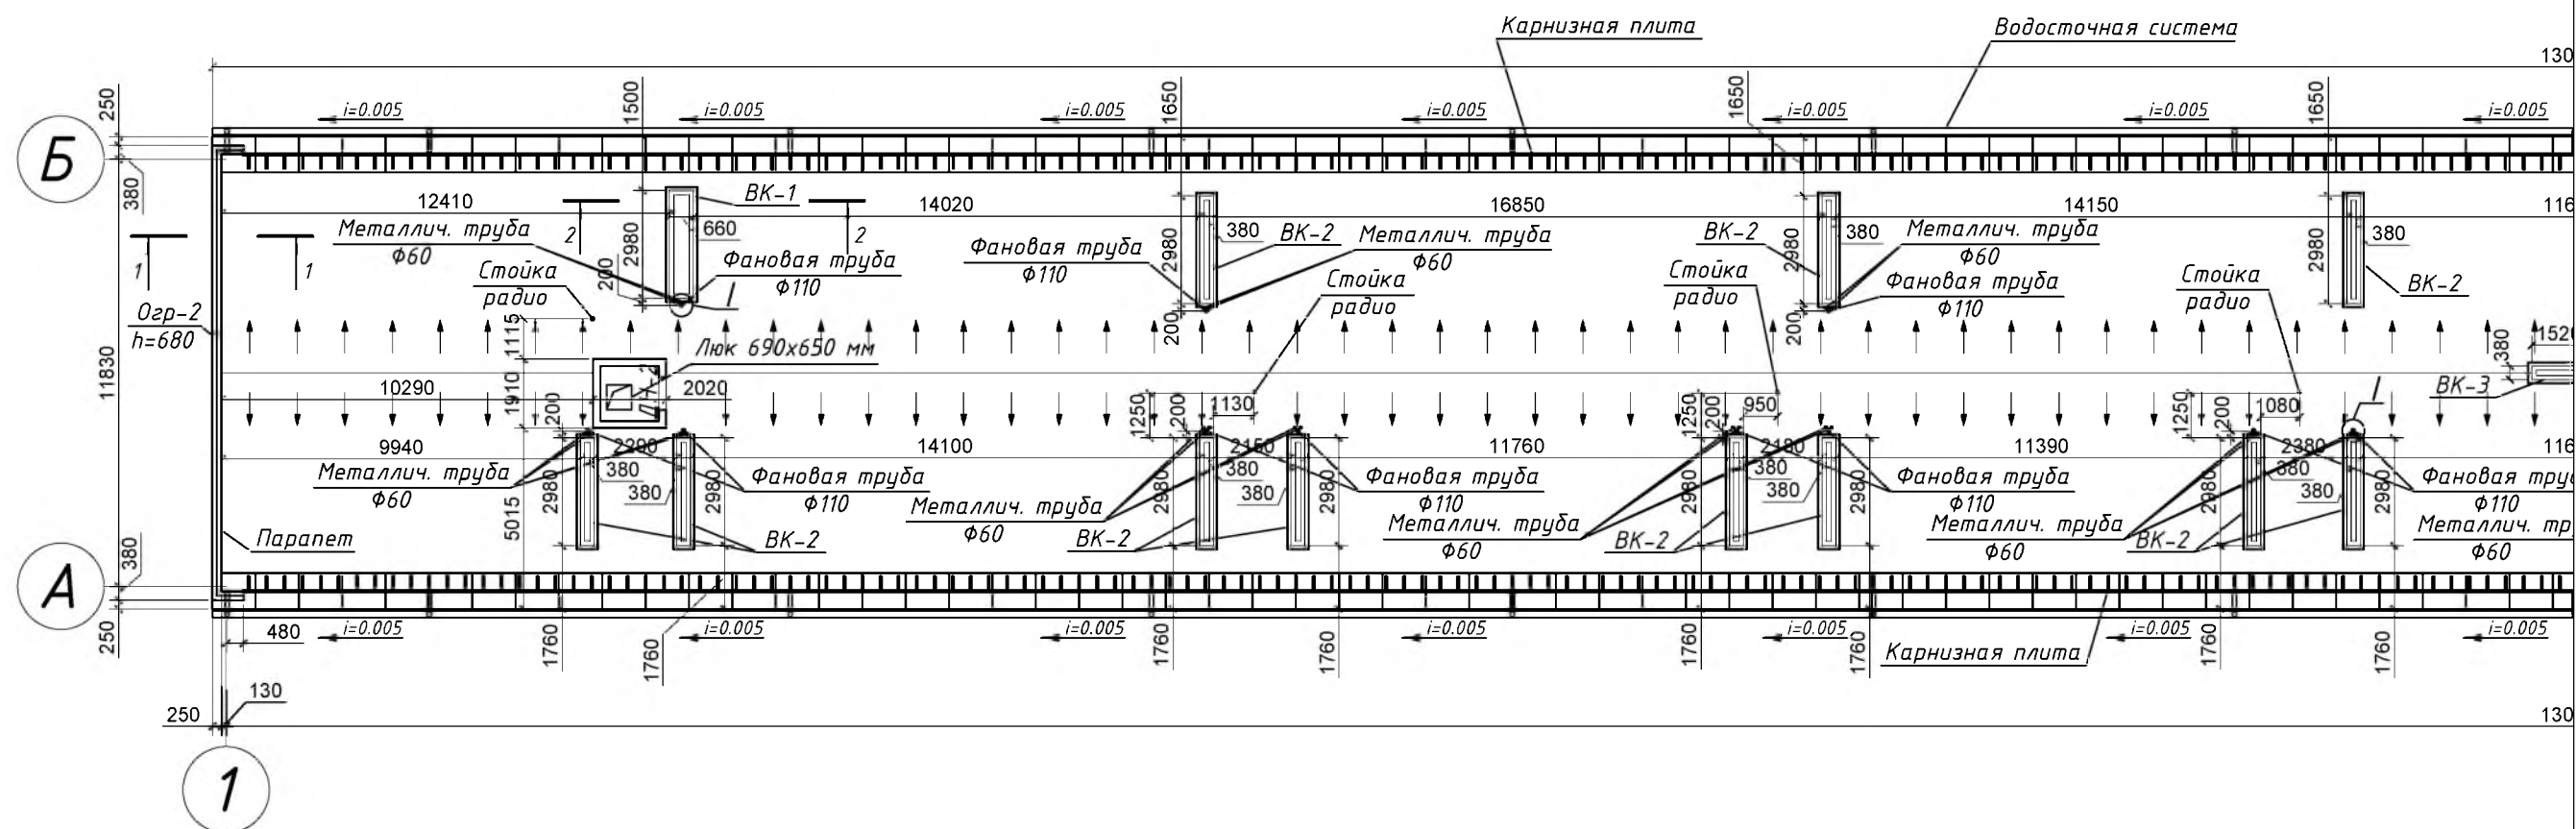 Карнизная плита
Водосточная система
130
250
1500
1650
1650
1650
i=0.005
i=0.005
i=0.005
i=0.005
i=0.005
i=0.005
i=0.005
Б
380
12410
ВК-1
14020
16850
14150
116
660
380
380
380
2
2
1
1
Металлич. труба
Ф60
2980
200
Фановая труба
Ф110
Фановая труба
Ф110
2980
200
ВК-2
Металлич. труба
Ф60
ВК-2
2980
200
Металлич. труба
Ф60
Фановая труба
Ф110
2980
ВК-2
Стойка
радио
Стойка
радио
Стойка
радио
Стойка
радио
I
Огр-2
h=680
11830
1115
Люк 690х650 мм
1910
10290
2020
200
1250
200
1130
1250
200
950
1250
200
1080
I
ВК-3
380
152
9940
2200
14100
2150
11760
2180
11390
2380
116
380
380
380
380
380
380
380
380
Металлич. труба
Ф60
Фановая труба
Ф110
Металлич. труба
Ф60
Фановая труба
Ф110
Металлич. труба
Ф60
Фановая труба
Ф110
Металлич. труба
Ф60
Фановая тру
Ф110
Металлич. тр
Ф60
2980
2980
2980
2980
2980
2980
2980
2980
5015
ВК-2
ВК-2
ВК-2
ВК-2
Парапет
380
А
250
480
i=0.005
i=0.005
i=0.005
i=0.005
i=0.005
i=0.005
i=0.005
1760
1760
1760
1760
1760
1760
1760
1760
Карнизная плита
130
250
130
1